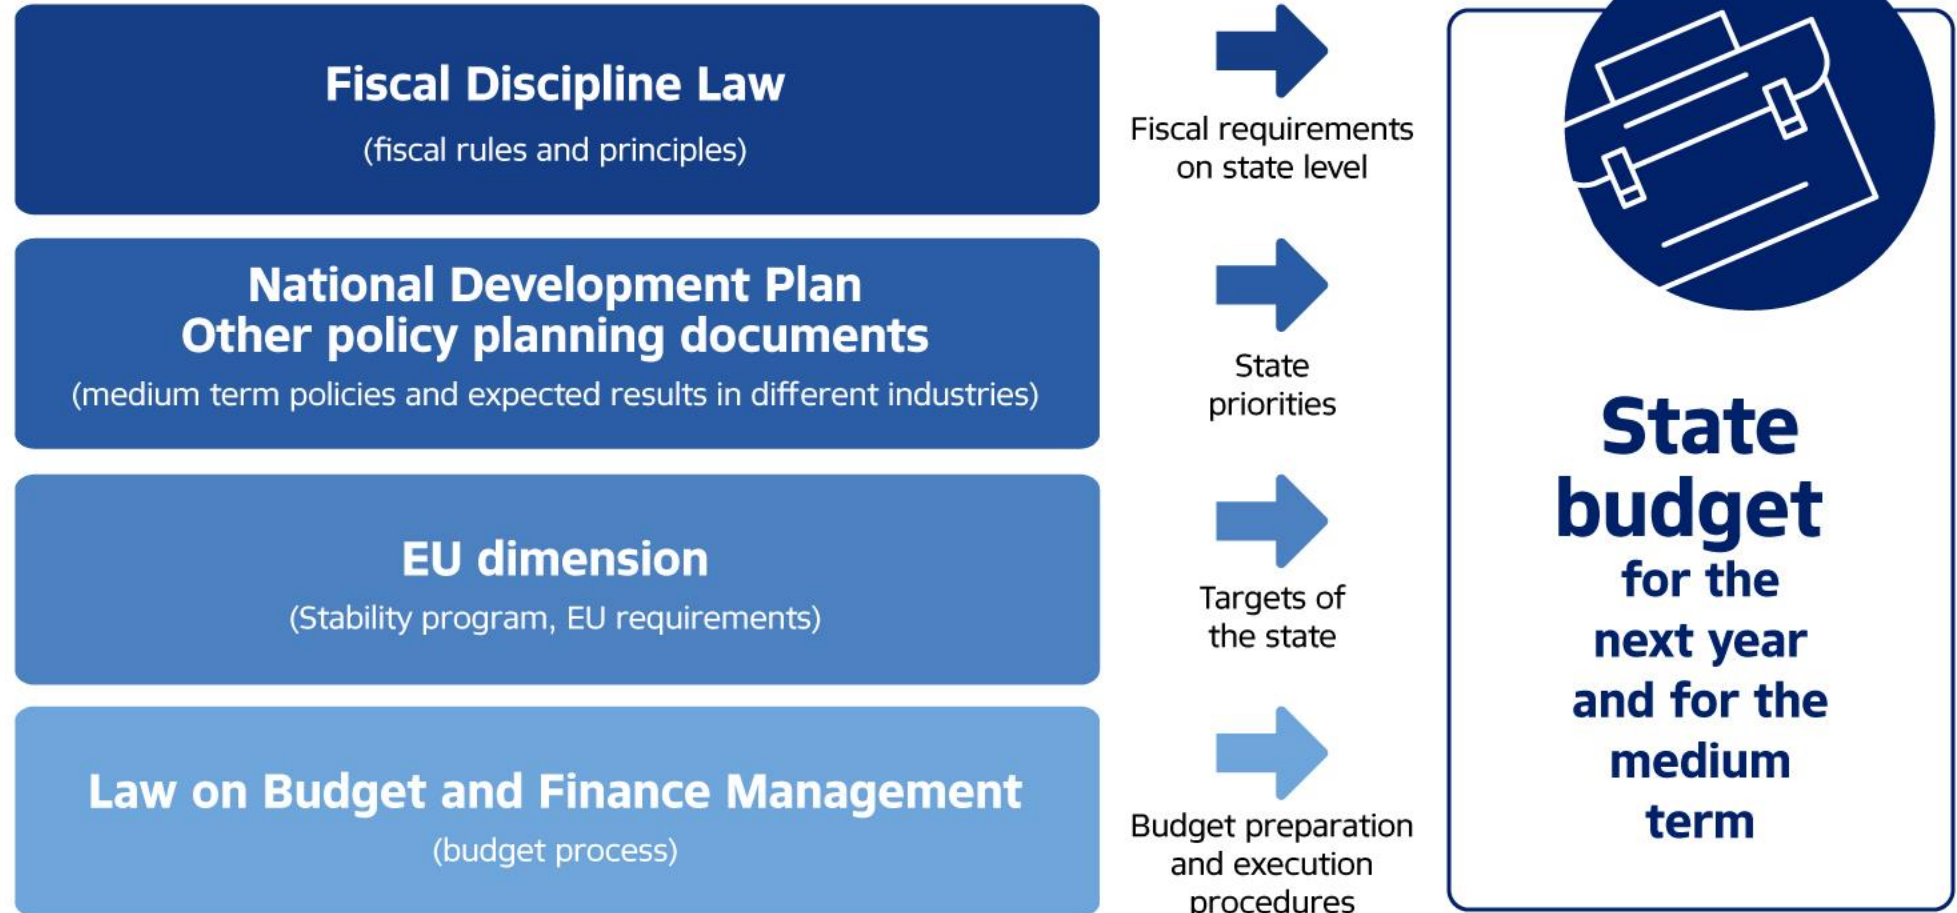 Fiscal Discipline Law
(fiscal rules and principles)
Fiscal requirements
on state level
National Development Plan
Other policy planning documents
(medium term policies and expected results in different industries)
State
priorities
EU dimension
(Stability program, EU requirements)
Targets of
the state
Law on Budget and Finance Management
(budget process)
Budget preparation
and execution
procedures
State
budget
for the
next year
and for the
medium
term